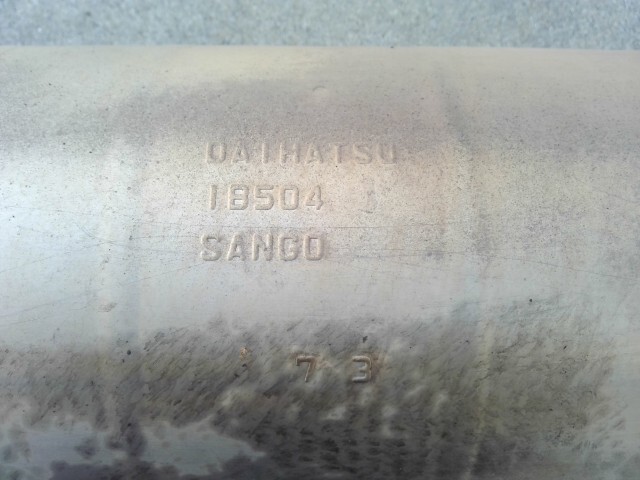 DAIHATSU
1B504
SANGO
7 3